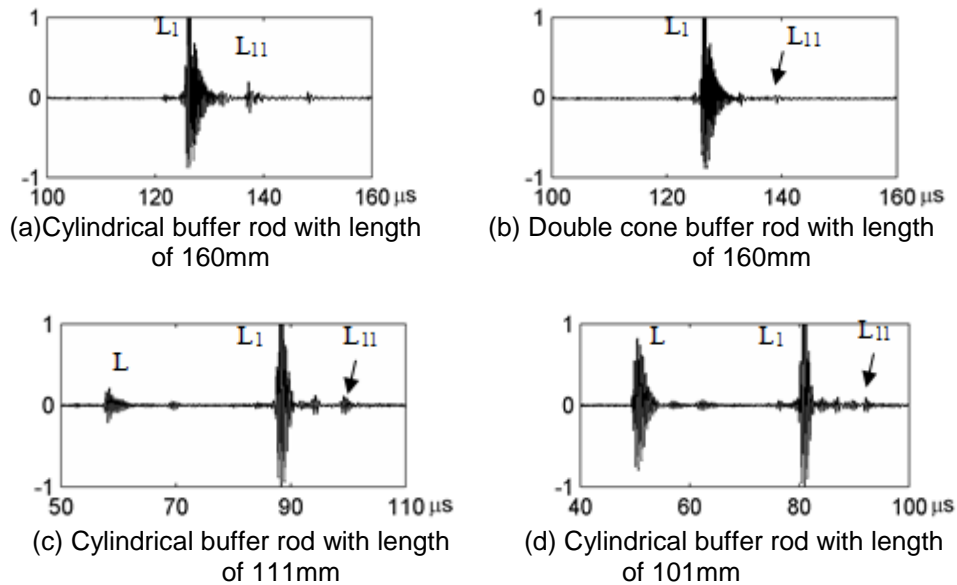 1
0
-1
L₁
L₁₁
100 120 140 160 μs
(a)Cylindrical buffer rod with length
of 160mm
1
0
-1
L₁
L₁₁
100 120 140 160 μs
(b) Double cone buffer rod with length
of 160mm
1
0
-1
L
L₁
L₁₁
50 70 90 110 μs
(c) Cylindrical buffer rod with length
of 111mm
1
0
-1
L
L₁
L₁₁
40 60 80 100 μs
(d) Cylindrical buffer rod with length
of 101mm